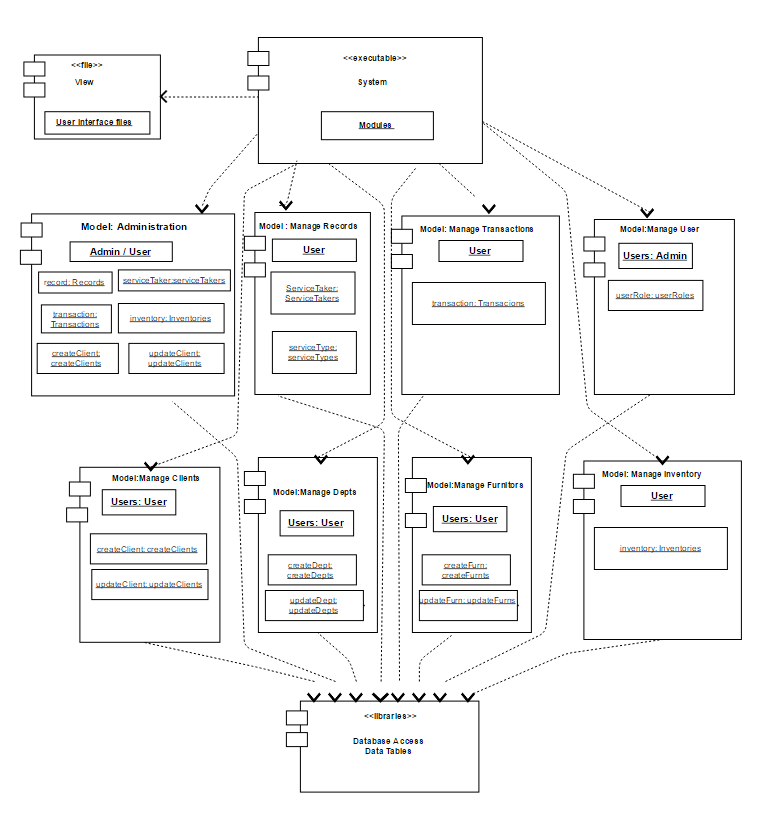 <<file>>
View
User Interface files
<<executable>>
System
Modules
Model: Administration
Admin / User
record: Records
serviceTaker:serviceTakers
transaction:
Transactions
inventory: Inventories
createClient:
createClients
updateClient:
updateClients
Model : Manage Records
User
ServiceTaker:
ServiceTakers
serviceType:
serviceTypes
Model: Manage Transactions
User
transaction: Transacions
Model:Manage User
Users: Admin
userRole: userRoles
Model:Manage Clients
Users: User
createClient: createClients
updateClient: updateClients
Model:Manage Depts
Users: User
createDept:
createDepts
updateDept:
updateDepts
Model:Manage Furnitors
Users: User
createFurn:
createFurnts
updateFurn: updateFurns
Model: Manage Inventory
User
inventory: Inventories
<<libraries>>
Database Access
Data Tables